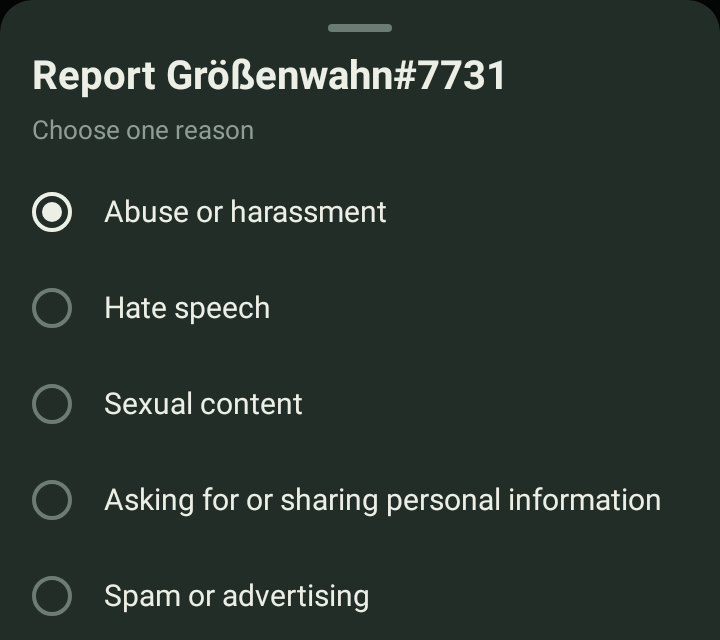 Report Größenwahn#7731
Choose one reason
Abuse or harassment
Hate speech
Sexual content
Asking for or sharing personal information
Spam or advertising